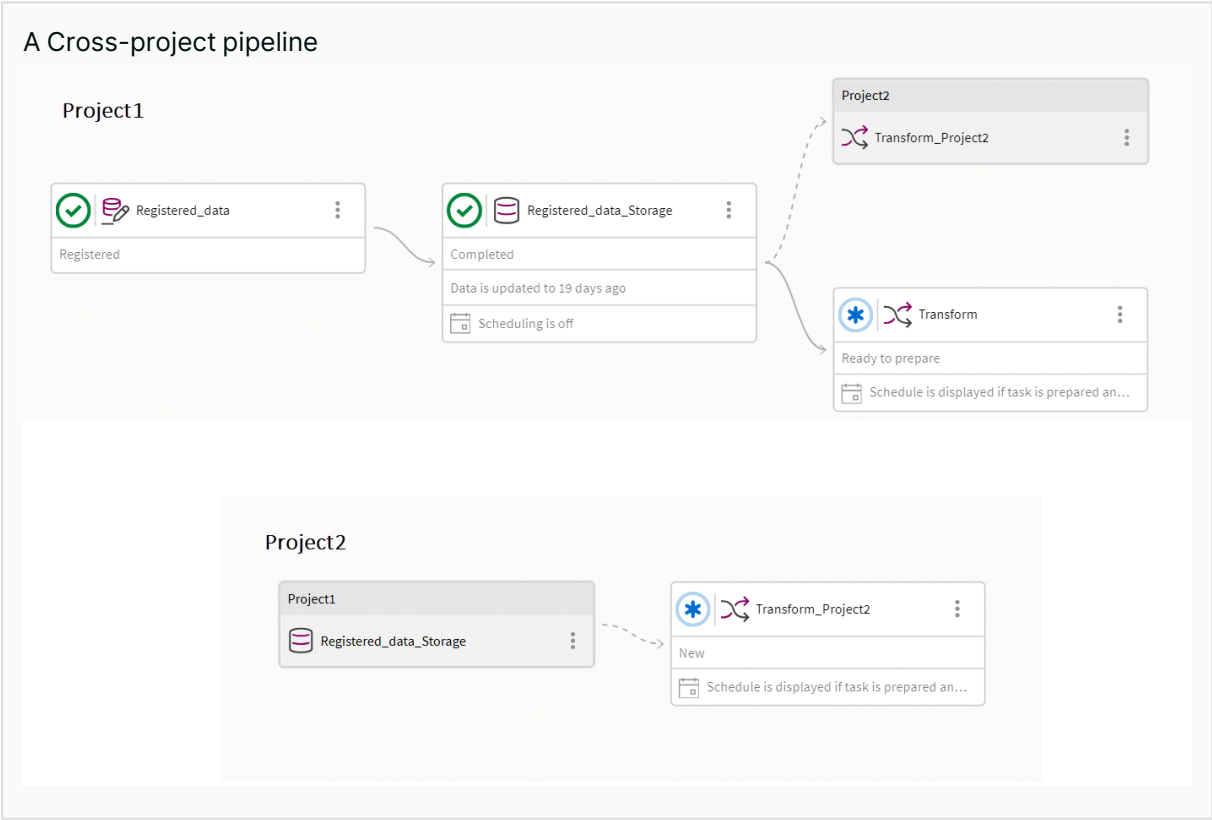 A Cross-project pipeline
Project1
Project2
Transform_Project2
Registered_data
Registered
Registered_data_Storage
Completed
Data is updated to 19 days ago
Scheduling is off
Transform
Ready to prepare
Schedule is displayed if task is prepared an...
Project2
Project1
Registered_data_Storage
Transform_Project2
New
Schedule is displayed if task is prepared an...